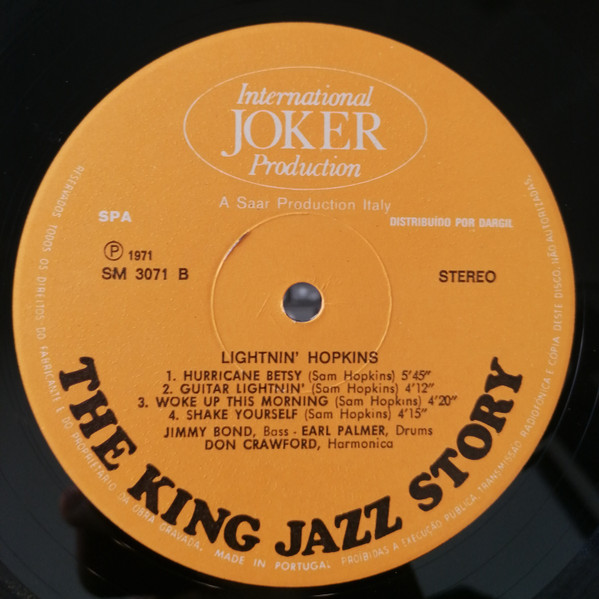 International
JOKER
Production
A Saar Production Italy
SPA
DISTRIBUÍDO POR DARGIL
Ⓟ 1971
SM 3071 B
STEREO
LIGHTNIN' HOPKINS
1. HURRICANE BETSY (Sam Hopkins) 5'45"
2. GUITAR LIGHTNIN' (Sam Hopkins) 4'12"
3. WOKE UP THIS MORNING (Sam Hopkins) 4'20"
4. SHAKE YOURSELF (Sam Hopkins) 4'15"
JIMMY BOND, Bass - EARL PALMER, Drums
DON CRAWFORD, Harmonica
THE KING JAZZ STORY
RESERVADOS TODOS OS DIREITOS DO FABRICANTE E DO PROPRIETÁRIO DA OBRA GRAVADA. MADE IN PORTUGAL PROIBIDAS A EXECUÇÃO PÚBLICA, TRANSMISSÃO RADIOFÓNICA E CÓPIA DESTE DISCO, NÃO AUTORIZADAS.